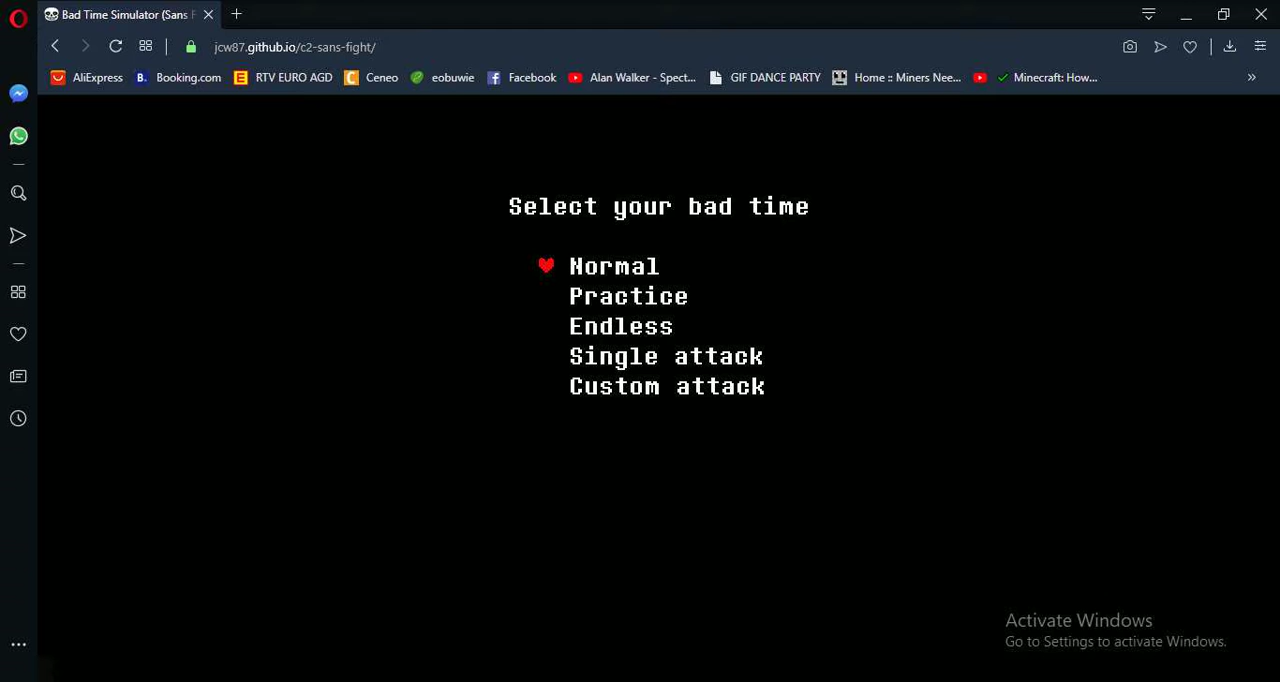 Bad Time Simulator (Sans F
jcw87.github.io/c2-sans-fight/
AliExpress B. Booking.com E RTV EURO AGD C Ceneo eobuwie f Facebook Alan Walker - Spect... GIF DANCE PARTY Home :: Miners Nee... Minecraft: How... »
Select your bad time
Normal
Practice
Endless
Single attack
Custom attack
Activate Windows
Go to Settings to activate Windows.